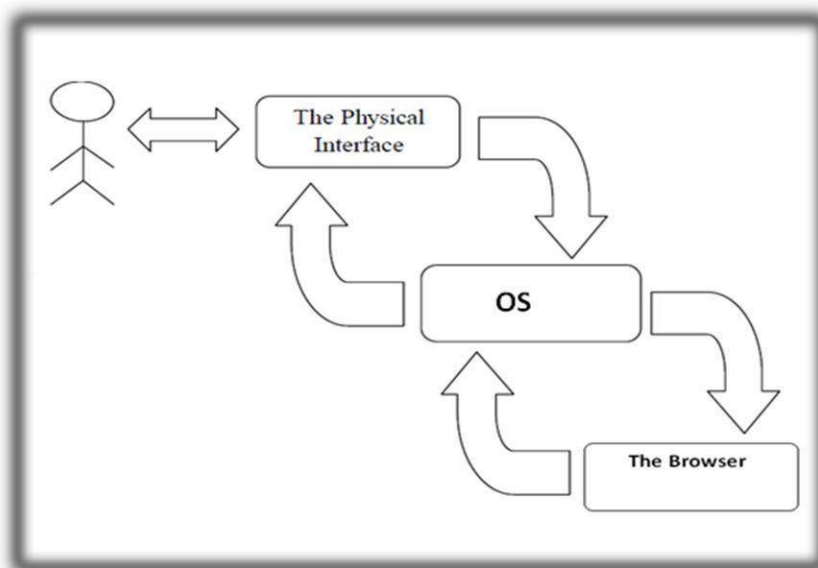 The Physical
Interface
OS
The Browser